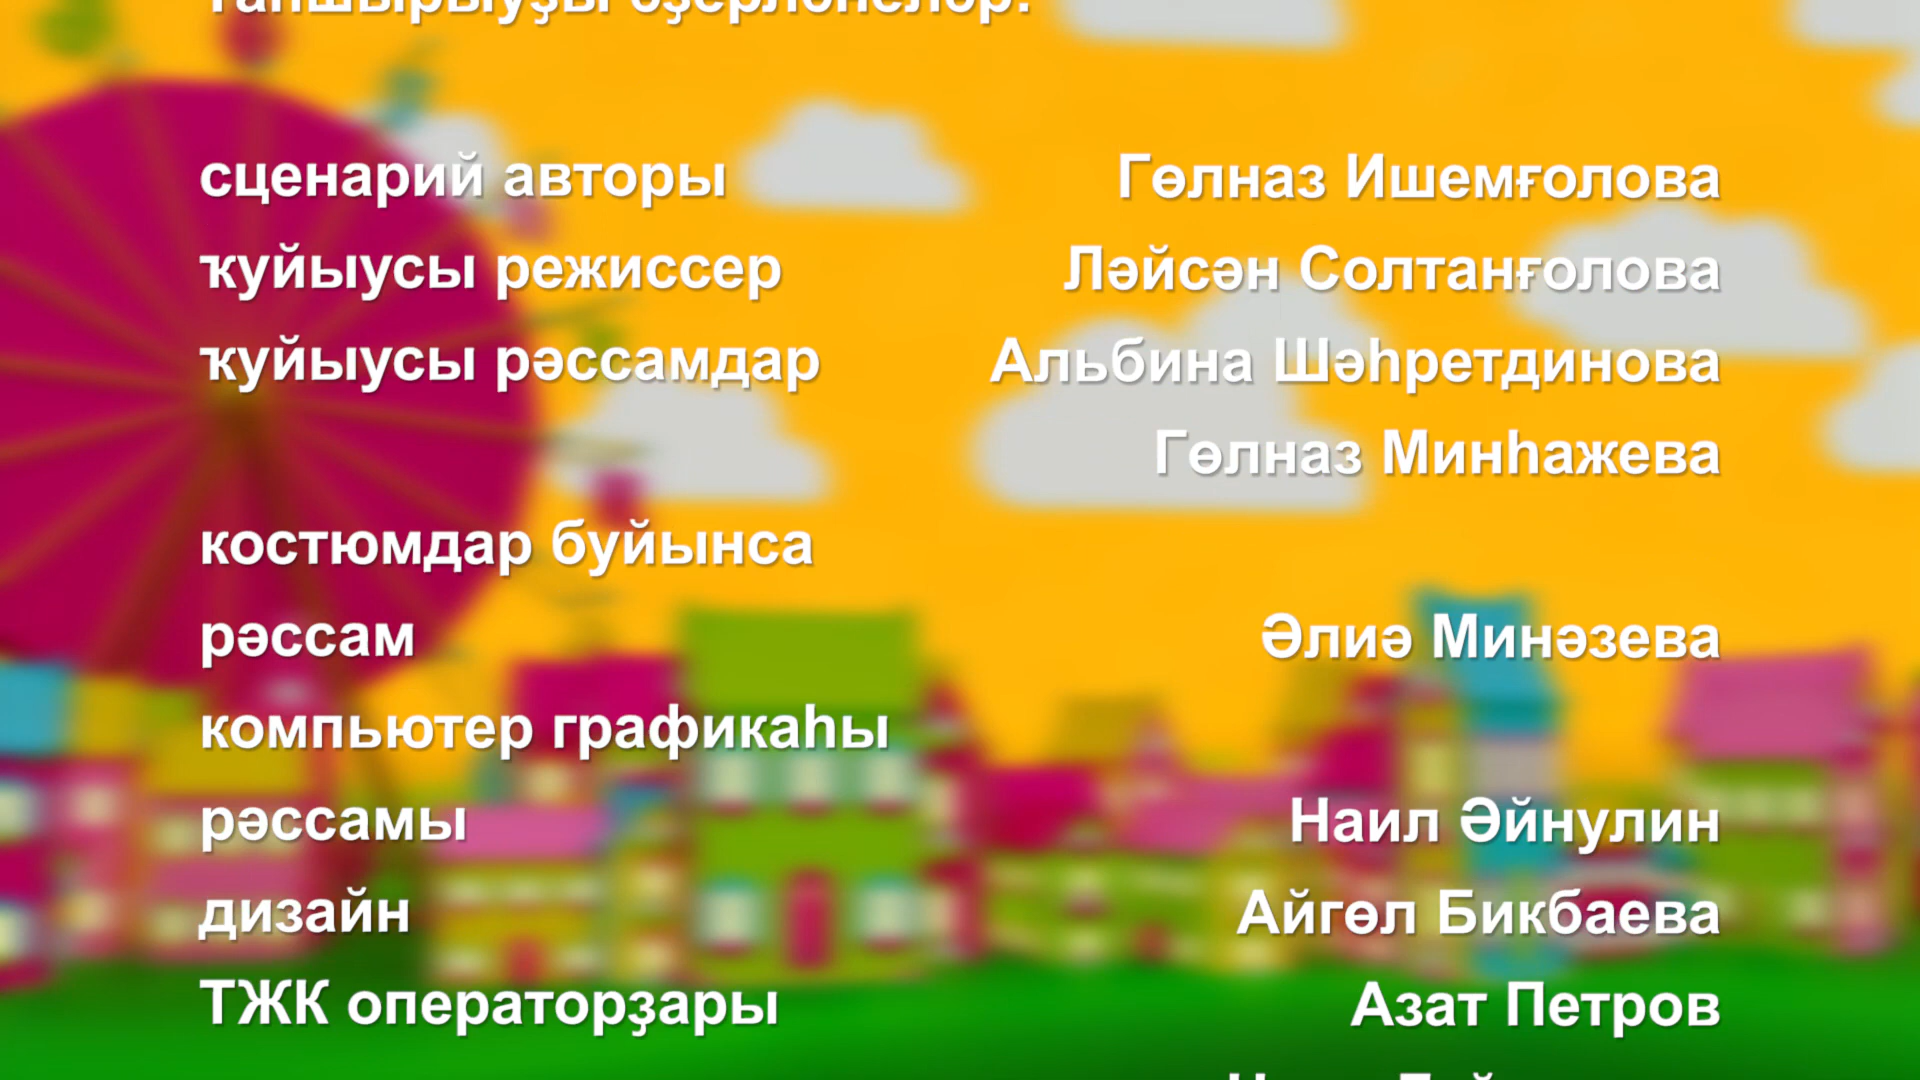 сценарий авторы Гөлназ Ишемғолова
ҡуйыусы режиссер Ләйсән Солтанғолова
ҡуйыусы рәссамдар Альбина Шәһретдинова
Гөлназ Минһажева
костюмдар буйынса
рәссам Әлиә Минәзева
компьютер графикаһы
рәссамы Наил Әйнулин
дизайн Айгөл Бикбаева
ТЖК операторҙары Азат Петров